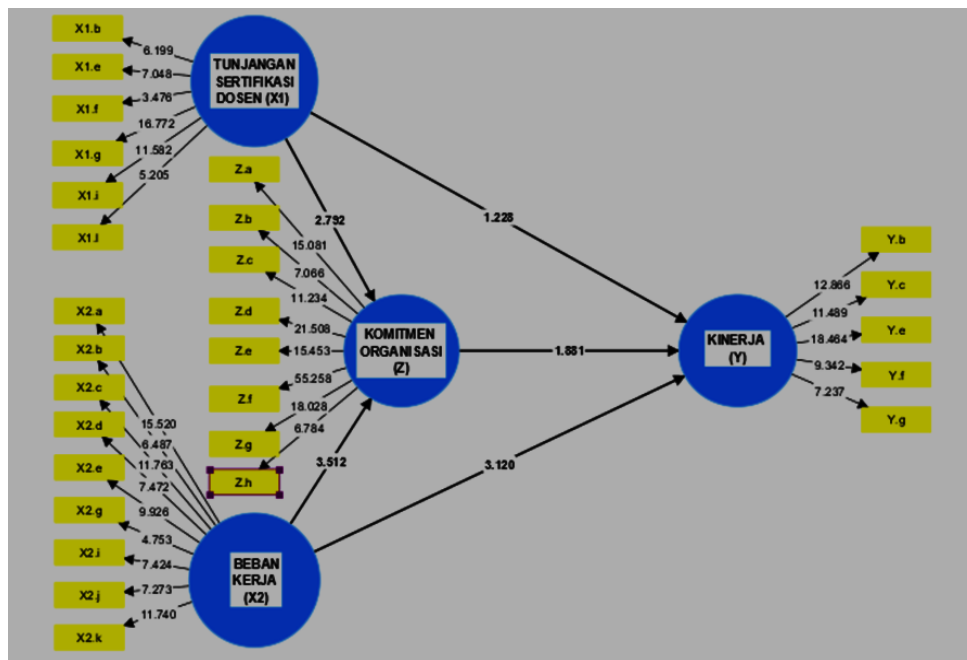 X1.b
X1.e
X1.f
X1.g
X1.i
X1.l
6.199
7.048
3.476
16.772
11.582
5.205
TUNJANGAN
SERTIFIKASI
DOSEN (X1)
Z.a
Z.b
Z.c
Z.d
Z.e
Z.f
Z.g
Z.h
15.081
7.066
11.234
21.508
15.453
55.258
18.028
6.784
2.792
1.228
KOMITMEN
ORGANISASI
(Z)
1.881
KINERJA
(Y)
12.866
11.489
18.464
9.342
7.237
Y.b
Y.c
Y.e
Y.f
Y.g
X2.a
X2.b
X2.c
X2.d
X2.e
X2.g
X2.i
X2.j
X2.k
15.520
6.487
11.763
7.472
9.926
4.753
7.424
7.273
11.740
3.512
3.120
BEBAN
KERJA
(X2)